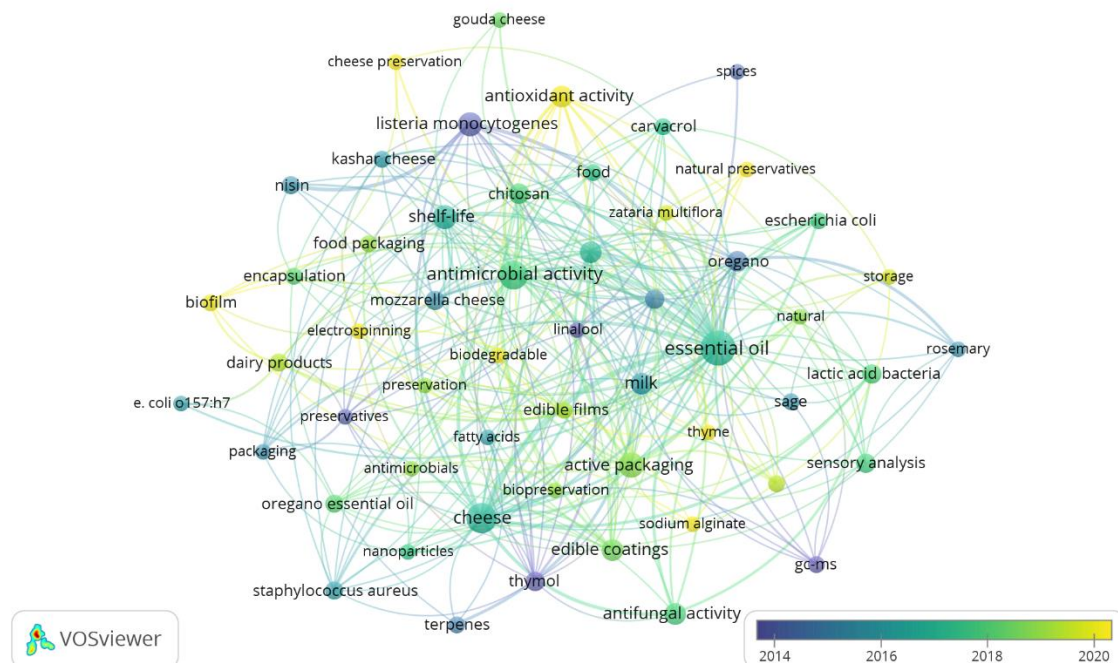 gouda cheese
cheese preservation
spices
antioxidant activity
listeria monocytogenes
carvacrol
kashar cheese
food
natural preservatives
nisin
chitosan
shelf-life
zataria multiflora
escherichia coli
food packaging
oregano
encapsulation
antimicrobial activity
storage
biofilm
mozzarella cheese
natural
electrospinning
linalool
essential oil
rosemary
dairy products
biodegradable
lactic acid bacteria
preservation
milk
e. coli o157:h7
preservatives
edible films
sage
packaging
fatty acids
thyme
antimicrobials
active packaging
sensory analysis
oregano essential oil
biopreservation
cheese
sodium alginate
nanoparticles
edible coatings
gc-ms
staphylococcus aureus
thymol
terpenes
antifungal activity
VOSviewer
2014 2016 2018 2020